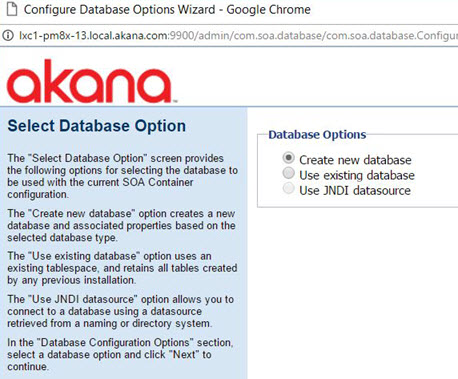 Configure Database Options Wizard - Google Chrome
lxc1-pm8x-13.local.akana.com:9900/admin/com.soa.database/com.soa.database.Configur
akana
Select Database Option
The "Select Database Option" screen provides
the following options for selecting the database to
be used with the current SOA Container
configuration.
The "Create new database" option creates a new
database and associated properties based on the
selected database type.
The "Use existing database" option uses an
existing tablespace, and retains all tables created
by any previous installation.
The "Use JNDI datasource" option allows you to
connect to a database using a datasource
retrieved from a naming or directory system.
In the "Database Configuration Options" section,
select a database option and click "Next" to
continue.
Database Options
Create new database
Use existing database
Use JNDI datasource